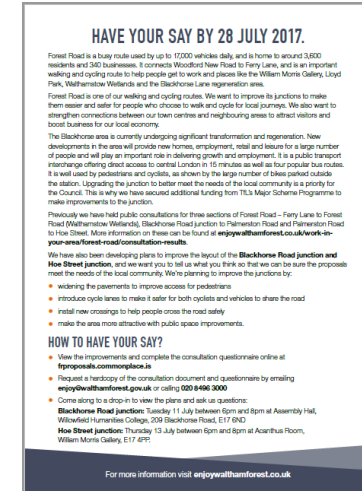 HAVE YOUR SAY BY 28 JULY 2017.
Forest Road is a busy route used by up to 17,000 vehicles daily, and is home to around 3,600
residents and 340 businesses. It connects Woodford New Road to Ferry Lane, and is an important
walking and cycling route to help people get to work and places like the William Morris Gallery, Lloyd
Park, Walthamstow Wetlands and the Blackhorse Lane regeneration area.
Forest Road is one of our walking and cycling routes. We want to improve its junctions to make
them easier and safer for people who choose to walk and cycle for local journeys. We also want to
strengthen connections between our town centres and neighbouring areas to attract visitors and
boost business for our local economy.
The Blackhorse area is currently undergoing significant transformation and regeneration. New
developments in the area will provide new homes, employment, retail and leisure for a large number
of people and will play an important role in delivering growth and employment. It is a public transport
interchange offering direct access to central London in 15 minutes as well as four popular bus routes.
It is well used by pedestrians and cyclists, as shown by the large number of bikes parked outside
the station. Upgrading the junction to better meet the needs of the local community is a priority for
the Council. This is why we have secured additional funding from TfL's Major Scheme Programme to
make improvements to the junction.
Previously we have held public consultations for three sections of Forest Road – Ferry Lane to Forest
Road (Walthamstow Wetlands), Blackhorse Road junction to Palmerston Road and Palmerston Road
to Hoe Street. More information on these can be found at enjoywalthamforest.co.uk/work-in-
your-area/forest-road/consultation-results.
We have also been developing plans to improve the layout of the Blackhorse Road junction and
Hoe Street junction, and we want you to tell us what you think so that we can be sure the proposals
meet the needs of the local community. We're planning to improve the junctions by:
• widening the pavements to improve access for pedestrians
• introduce cycle lanes to make it safer for both cyclists and vehicles to share the road
• install new crossings to help people cross the road safely
• make the area more attractive with public space improvements.
HOW TO HAVE YOUR SAY?
• View the improvements and complete the consultation questionnaire online at
frproposals.commonplace.is
• Request a hardcopy of the consultation document and questionnaire by emailing
enjoy@walthamforest.gov.uk or calling 020 8496 3000
• Come along to a drop-in to view the plans and ask us questions:
Blackhorse Road junction: Tuesday 11 July between 6pm and 8pm at Assembly Hall,
Willowfield Humanities College, 209 Blackhorse Road, E17 6ND
Hoe Street junction: Thursday 13 July between 6pm and 8pm at Acanthus Room,
William Morris Gallery, E17 4PP.
For more information visit enjoywalthamforest.co.uk